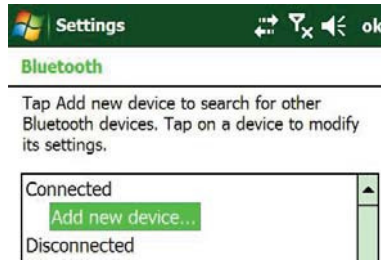 Settings
ok
Bluetooth
Tap Add new device to search for other
Bluetooth devices. Tap on a device to modify
its settings.
Connected
Add new device...
Disconnected